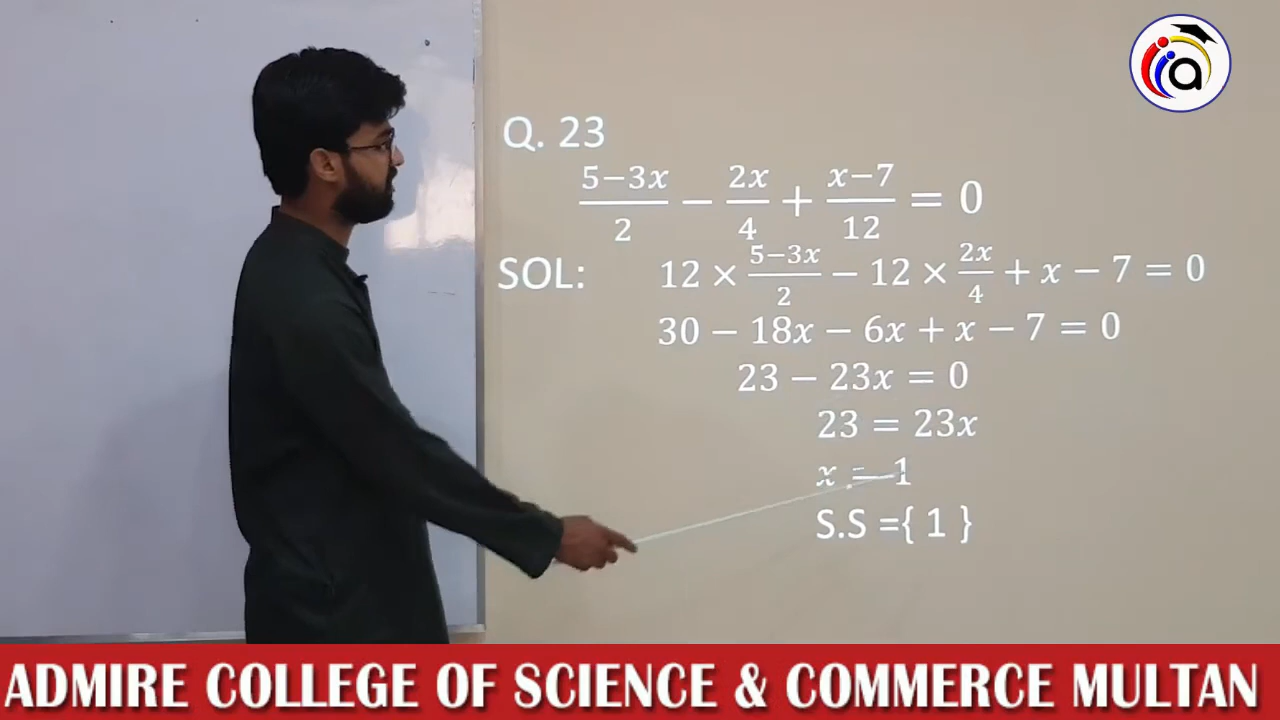 Q. 23
(5−3x)/2 − 2x/4 + (x−7)/12 = 0
SOL: 12 × (5−3x)/2 − 12 × 2x/4 + x − 7 = 0
30 − 18x − 6x + x − 7 = 0
23 − 23x = 0
23 = 23x
x = 1
S.S ={ 1 }
a
ADMIRE COLLEGE OF SCIENCE & COMMERCE MULTAN